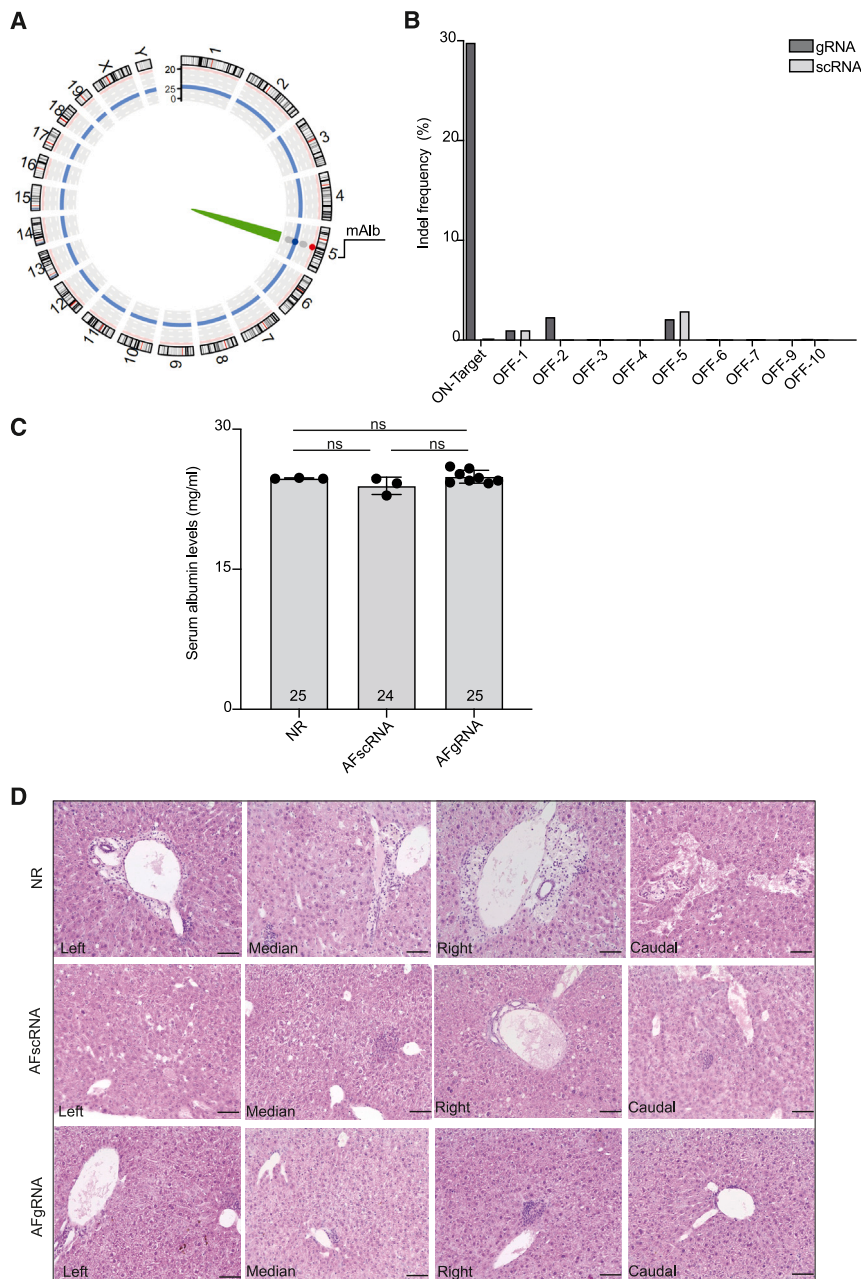 A
1
2
3
4
5
6
7
8
9
10
11
12
13
14
15
16
17
18
19
X
Y
20
25
0
mAlb
B
Indel frequency (%)
30
20
10
0
gRNA
scRNA
ON-Target
OFF-1
OFF-2
OFF-3
OFF-4
OFF-5
OFF-6
OFF-7
OFF-9
OFF-10
C
Serum albumin levels (mg/ml)
30
15
0
ns
ns ns
25 24 25
NR
AFscRNA
AFgRNA
D
NR
Left Median Right Caudal
AFscRNA
Left Median Right Caudal
AFgRNA
Left Median Right Caudal